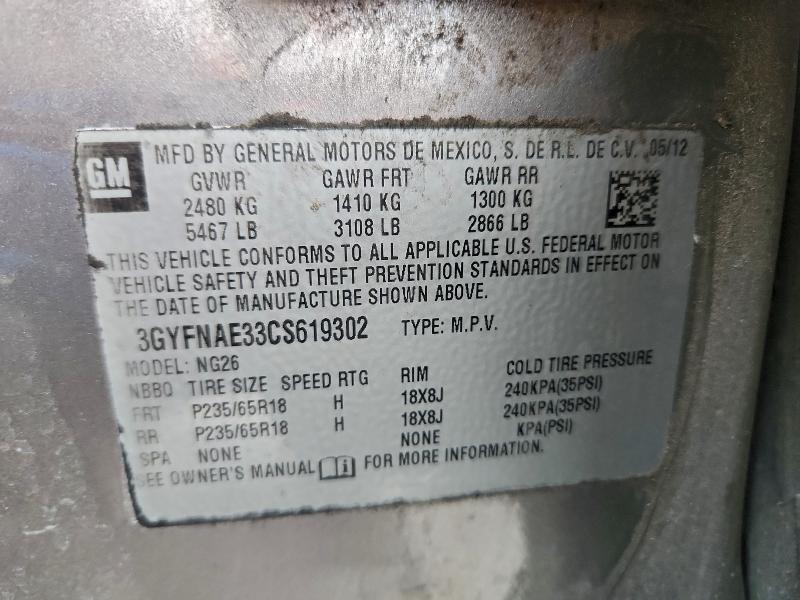 GM
MFD BY GENERAL MOTORS DE MEXICO, S. DE R.L. DE C.V. 05/12
GVWR GAWR FRT GAWR RR
2480 KG 1410 KG 1300 KG
5467 LB 3108 LB 2866 LB
THIS VEHICLE CONFORMS TO ALL APPLICABLE U.S. FEDERAL MOTOR
VEHICLE SAFETY AND THEFT PREVENTION STANDARDS IN EFFECT ON
THE DATE OF MANUFACTURE SHOWN ABOVE.
3GYFNAE33CS619302 TYPE: M.P.V.
MODEL: NG26
NBBQ TIRE SIZE SPEED RTG RIM COLD TIRE PRESSURE
FRT P235/65R18 H 18X8J 240KPA(35PSI)
RR P235/65R18 H 18X8J 240KPA(35PSI)
SPA NONE NONE KPA(PSI)
SEE OWNER'S MANUAL FOR MORE INFORMATION.